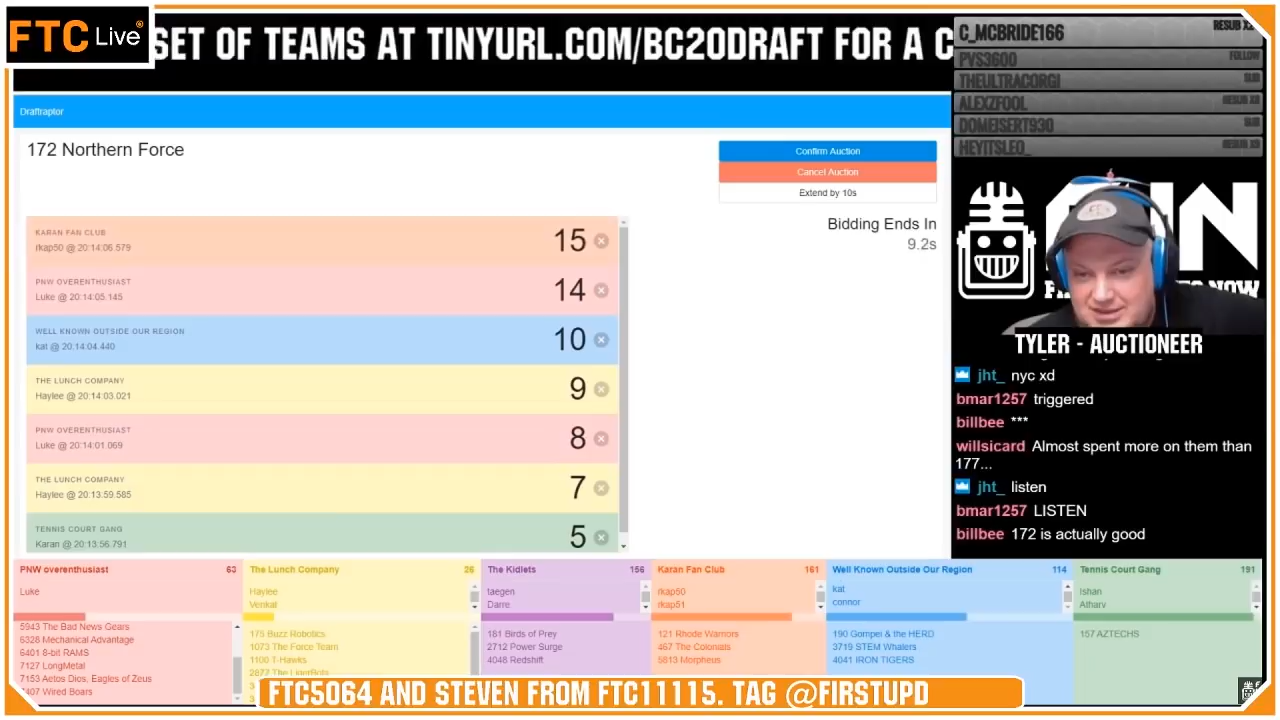 FTC Live
SET OF TEAMS AT TINYURL.COM/BC20DRAFT FOR A C
C_MCBRIDE166 RESUB
PVS3600 FOLLOW
THEULTRACORGI SUB
ALEXZFOOL
DOMEISERT930 SUB
HEYITSLEO_
Draftraptor
172 Northern Force
Confirm Auction
Cancel Auction
Extend by 10s
Bidding Ends In
9.2s
KARAN FAN CLUB
rkap50 @ 20:14:06.579
15
PNW OVERENTHUSIAST
Luke @ 20:14:05.145
14
WELL KNOWN OUTSIDE OUR REGION
kat @ 20:14:04.440
10
THE LUNCH COMPANY
Haylee @ 20:14:03.021
9
PNW OVERENTHUSIAST
Luke @ 20:14:01.069
8
THE LUNCH COMPANY
Haylee @ 20:13:59.585
7
TENNIS COURT GANG
Karan @ 20:13:56.791
5
TYLER - AUCTIONEER
jht_ nyc xd
bmar1257 triggered
billbee ***
willsicard Almost spent more on them than
177...
jht_ listen
bmar1257 LISTEN
billbee 172 is actually good
PNW overenthusiast 63
Luke
5943 The Bad News Gears
6328 Mechanical Advantage
6401 8-bit RAMS
7127 LongMetal
7153 Aetos Dios, Eagles of Zeus
7407 Wired Boars
The Lunch Company 26
Haylee
Venkat
175 Buzz Robotics
1073 The Force Team
1100 T-Hawks
2877 The LigerBots
The Kidlets 156
taegen
Darre
181 Birds of Prey
2712 Power Surge
4048 Redshift
Karan Fan Club 161
rkap50
rkap51
121 Rhode Warriors
467 The Colonials
5813 Morpheus
Well Known Outside Our Region 114
kat
connor
190 Gompei & the HERD
3719 STEM Whalers
4041 IRON TIGERS
Tennis Court Gang 191
Ishan
Atharv
157 AZTECHS
FTC5064 AND STEVEN FROM FTC11115. TAG @FIRSTUPD